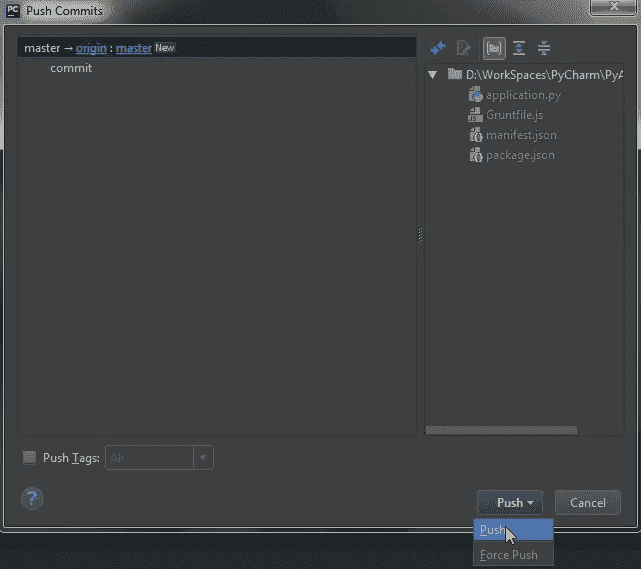 PC Push Commits
master → origin : master New
commit
D:\WorkSpaces\PyCharm\PyA
application.py
Gruntfile.js
manifest.json
package.json
Push Tags: All
? Push Cancel
Push
Force Push